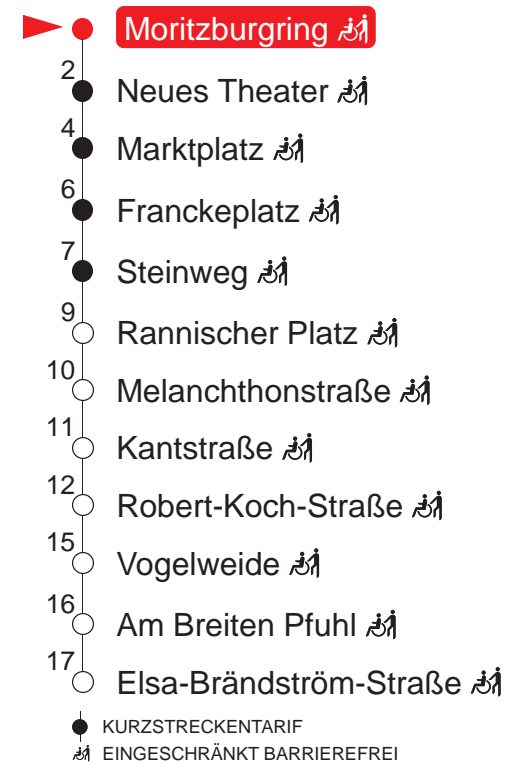 Moritzburgring
2
Neues Theater
4
Marktplatz
6
Franckeplatz
7
Steinweg
9
Rannischer Platz
10
Melanchthonstraße
11
Kantstraße
12
Robert-Koch-Straße
15
Vogelweide
16
Am Breiten Pfuhl
17
Elsa-Brändström-Straße
KURZSTRECKENTARIF
EINGESCHRÄNKT BARRIEREFREI